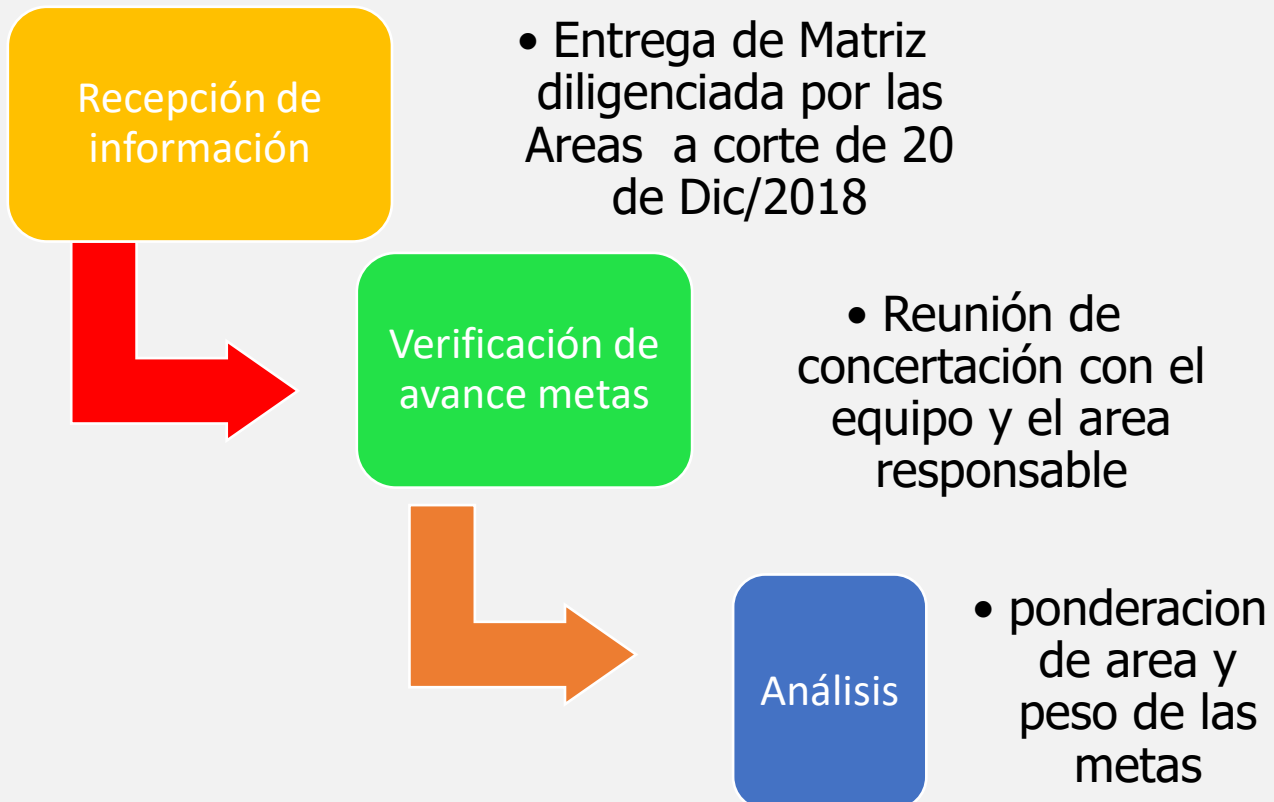 Recepción de
información
• Entrega de Matriz
diligenciada por las
Areas a corte de 20
de Dic/2018
Verificación de
avance metas
• Reunión de
concertación con el
equipo y el area
responsable
Análisis
• ponderacion
de area y
peso de las
metas